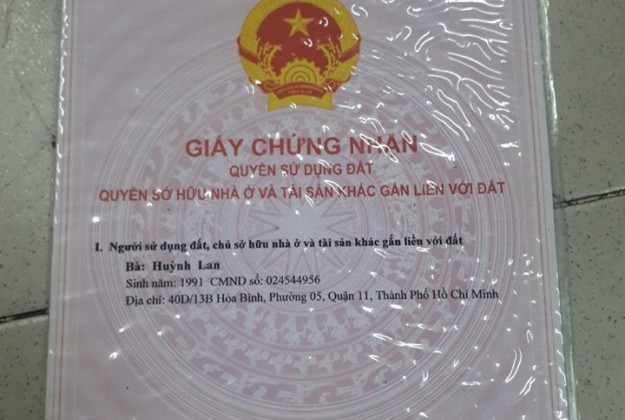 GIẤY CHỨNG NHẬN
QUYỀN SỬ DỤNG ĐẤT
QUYỀN SỞ HỮU NHÀ Ở VÀ TÀI SẢN KHÁC GẮN LIỀN VỚI ĐẤT
I. Người sử dụng đất, chủ sở hữu nhà ở và tài sản khác gắn liền với đất
Bà: Huỳnh Lan
Sinh năm: 1991 CMND số: 024544956
Địa chỉ: 40D/13B Hòa Bình, Phường 05, Quận 11, Thành Phố Hồ Chí Minh